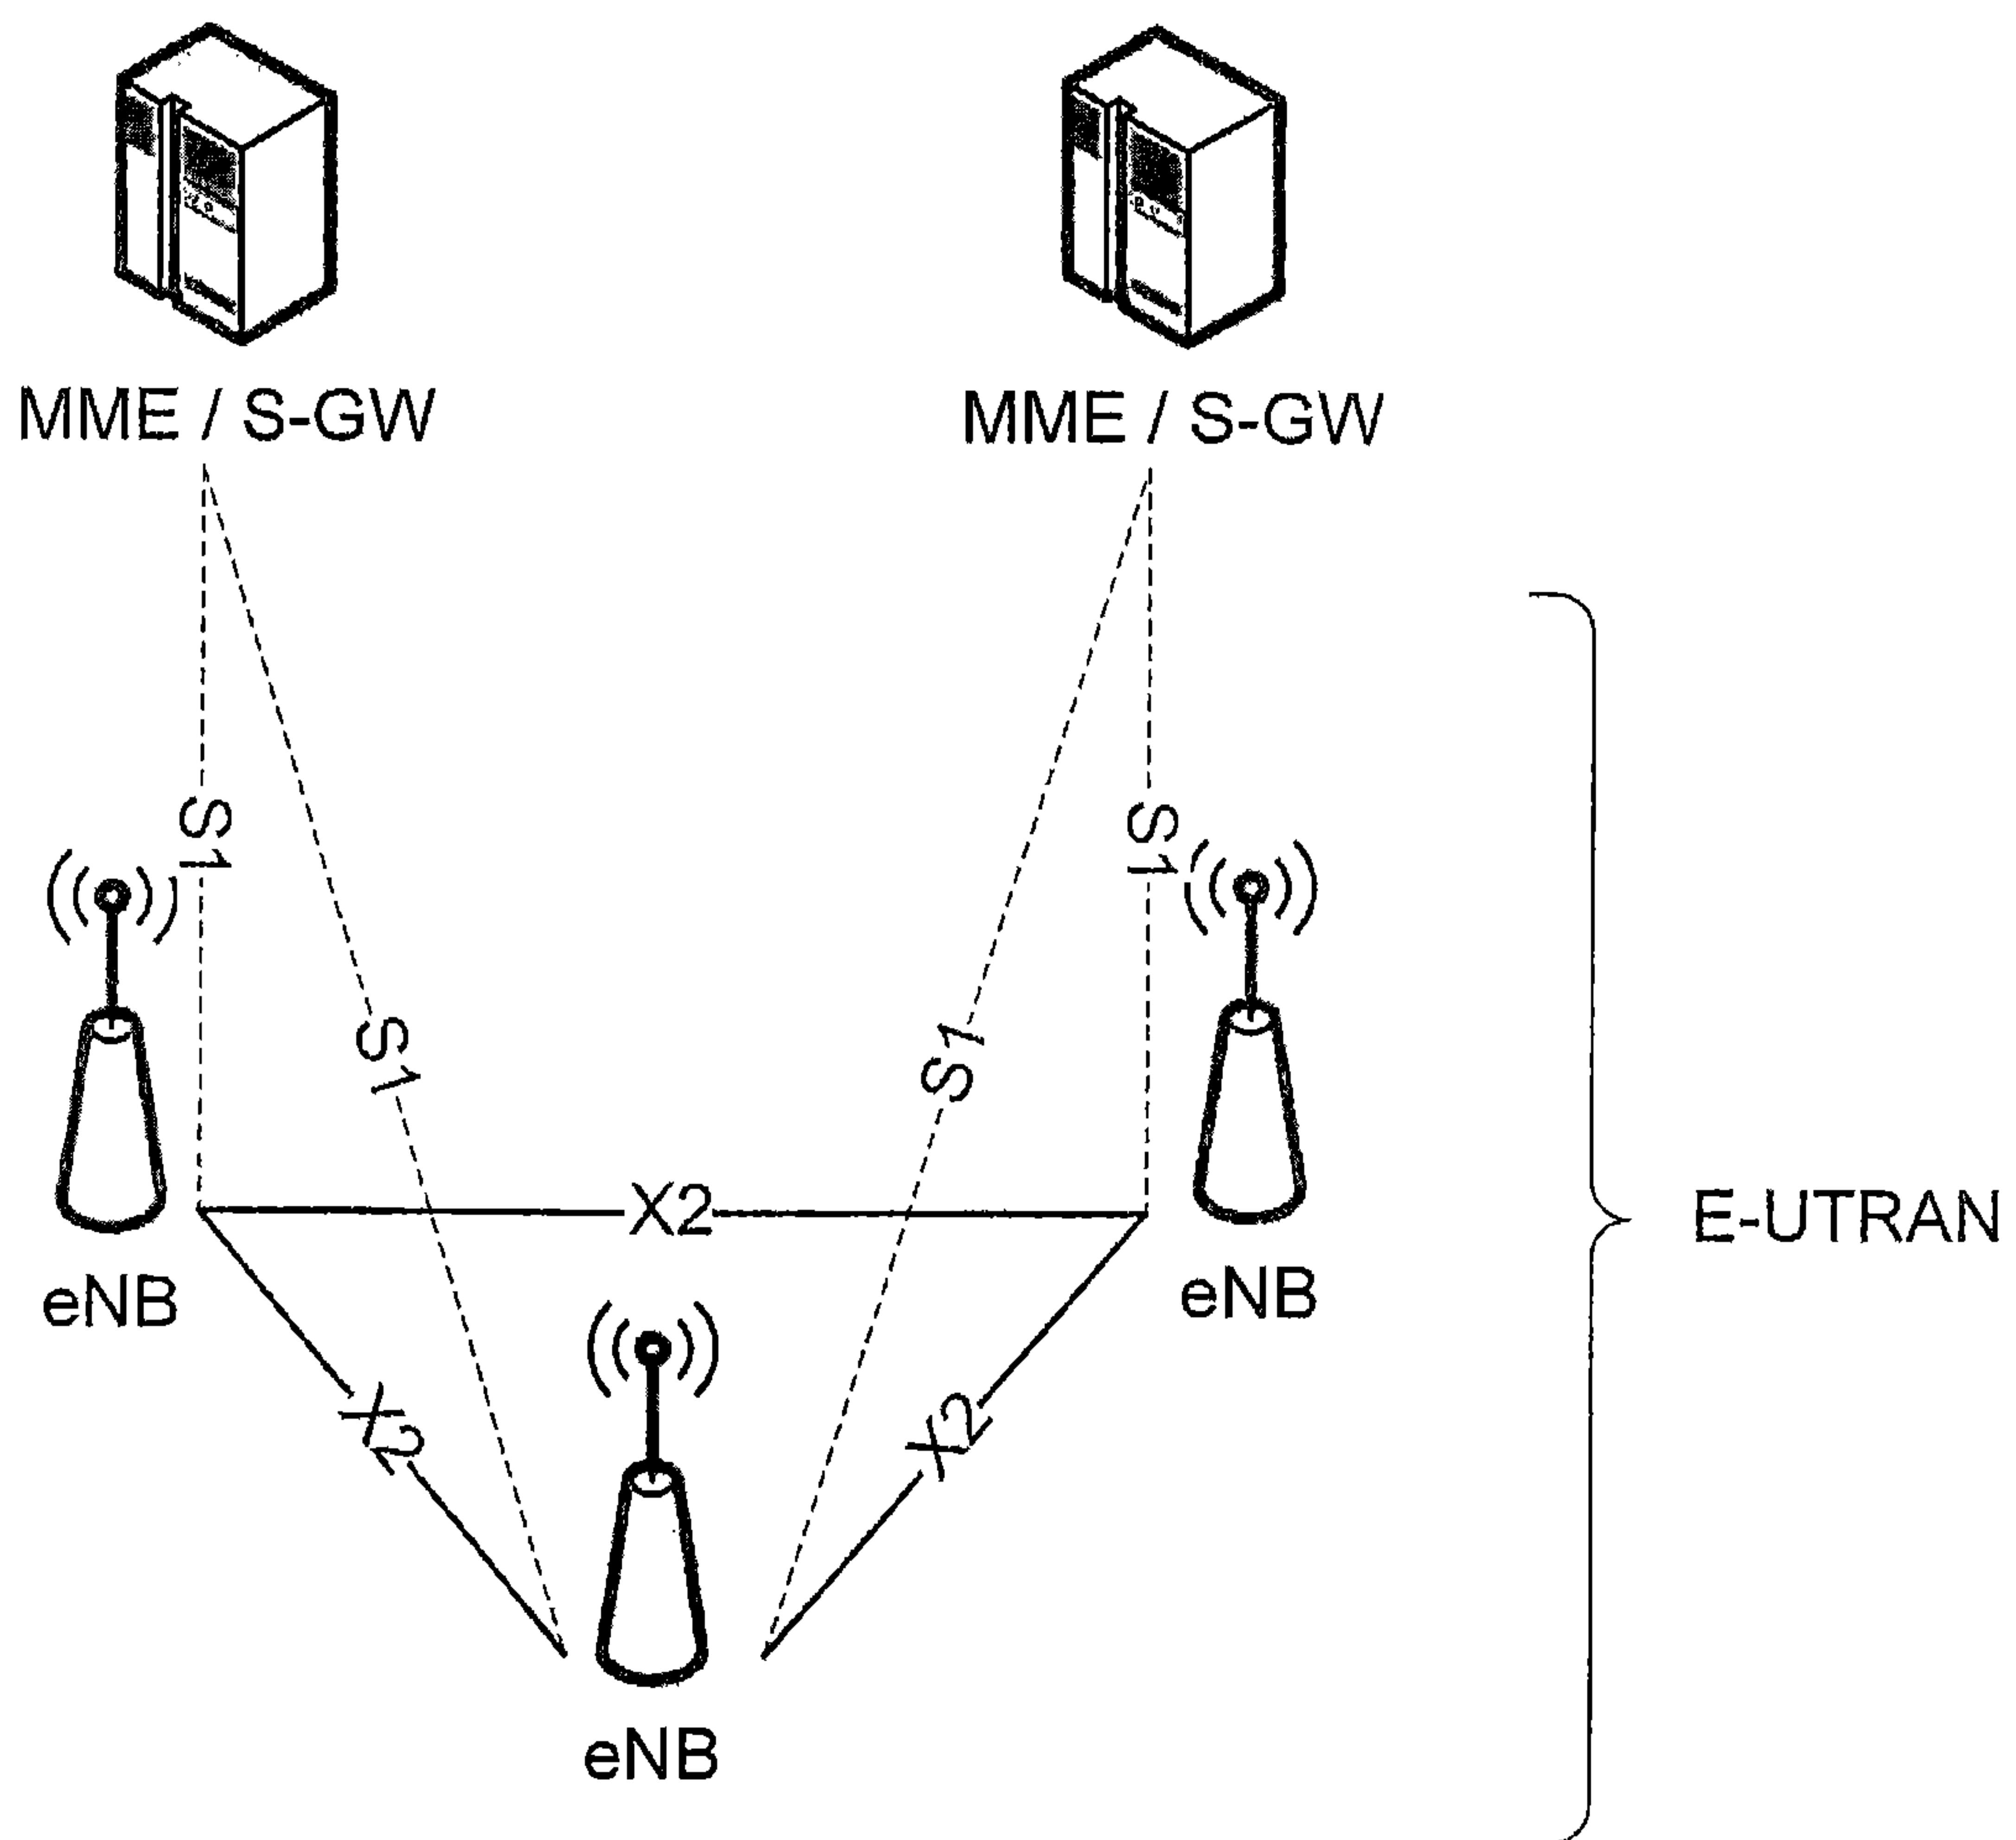 MME / S-GW
MME / S-GW
S1
S1
S1
S1
X2
E-UTRAN
eNB
eNB
X2
X2
eNB